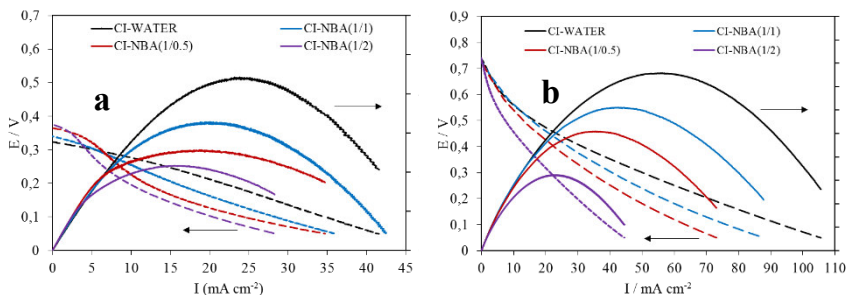 0,7
0,6
0,5
0,4
0,3
0,2
0,1
0
E / V
CI-WATER
CI-NBA(1/1)
CI-NBA(1/0.5)
CI-NBA(1/2)
a
0 5 10 15 20 25 30 35 40 45
I (mA cm-2)
1
0,9
0,8
0,7
0,6
0,5
0,4
0,3
0,2
0,1
0
E / V
CI-WATER
CI-NBA(1/1)
CI-NBA(1/0.5)
CI-NBA(1/2)
b
0 10 20 30 40 50 60 70 80 90 100 110
I / mA cm-2